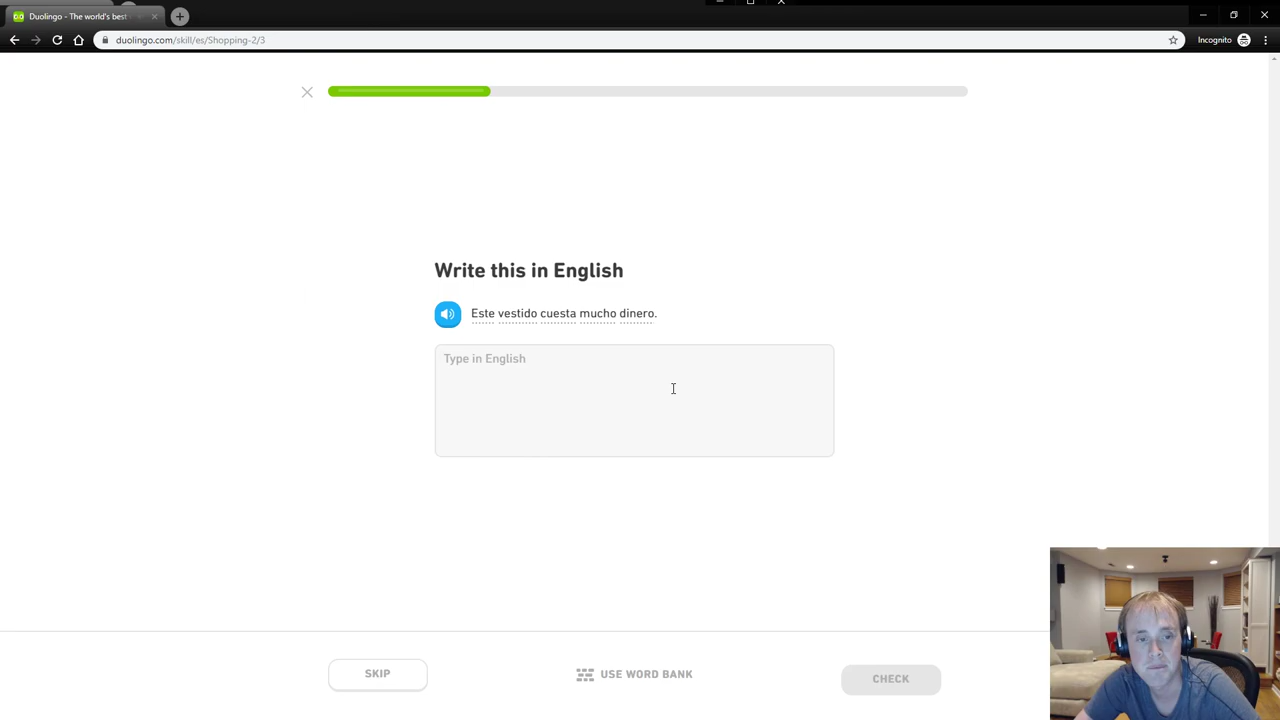 Duolingo - The world's best
duolingo.com/skill/es/Shopping-2/3
Incognito
Write this in English
Este vestido cuesta mucho dinero.
Type in English
SKIP
USE WORD BANK
CHECK